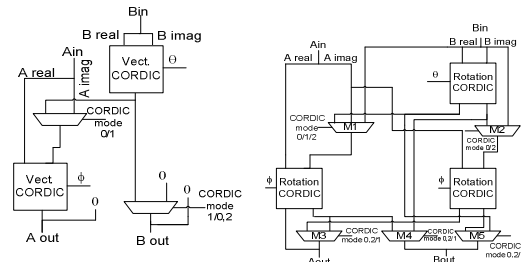 Bin
B real B imag
Ain
A real
A imag
Vect.
CORDIC
θ
CORDIC
mode
0/1
Vect
CORDIC
ϕ
0
A out
0
0
CORDIC
mode
1/0,2
B out
Bin
B real B imag
Ain
A real A imag
θ
Rotation
CORDIC
CORDIC
mode
0/1/2
M1
M2
CORDIC
mode 0/2
ϕ
Rotation
CORDIC
ϕ
Rotation
CORDIC
M3
CORDIC
mode 0,2/1
M4
CORDIC
mode 0,2/1
M5
CORDIC
mode 0,2/
Aout
Bout